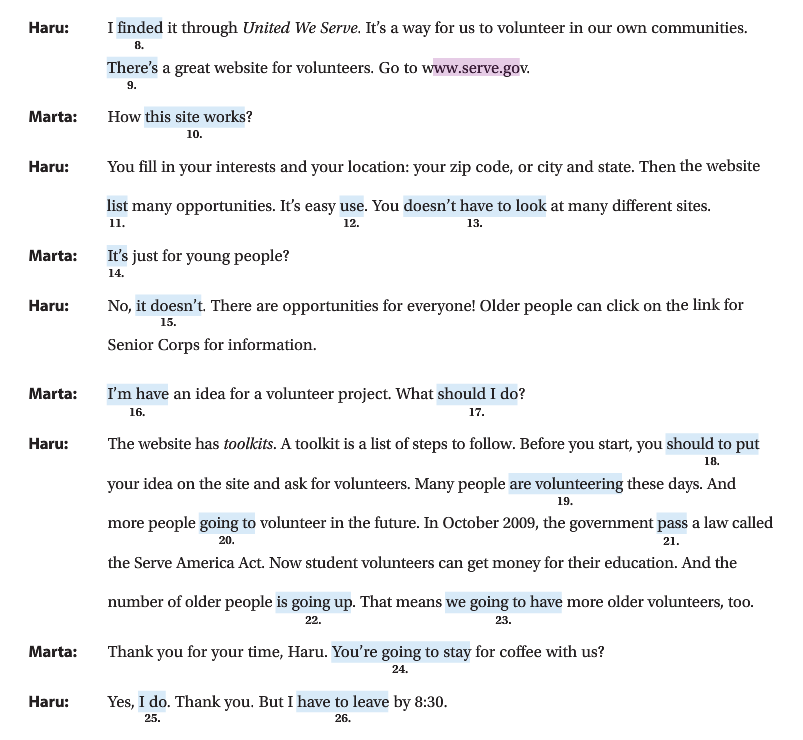 Haru: I finded it through United We Serve. It's a way for us to volunteer in our own communities.
8.
There's a great website for volunteers. Go to www.serve.gov.
9.
Marta: How this site works?
10.
Haru: You fill in your interests and your location: your zip code, or city and state. Then the website
list many opportunities. It's easy use. You doesn't have to look at many different sites.
11. 12. 13.
Marta: It's just for young people?
14.
Haru: No, it doesn't. There are opportunities for everyone! Older people can click on the link for
15.
Senior Corps for information.
Marta: I'm have an idea for a volunteer project. What should I do?
16. 17.
Haru: The website has toolkits. A toolkit is a list of steps to follow. Before you start, you should to put
18.
your idea on the site and ask for volunteers. Many people are volunteering these days. And
19.
more people going to volunteer in the future. In October 2009, the government pass a law called
20. 21.
the Serve America Act. Now student volunteers can get money for their education. And the
number of older people is going up. That means we going to have more older volunteers, too.
22. 23.
Marta: Thank you for your time, Haru. You're going to stay for coffee with us?
24.
Haru: Yes, I do. Thank you. But I have to leave by 8:30.
25. 26.